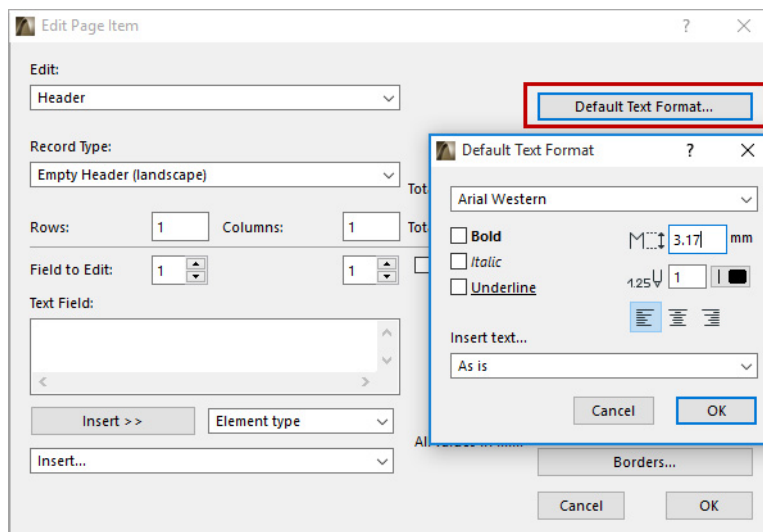 Edit Page Item
Edit:
Header
Default Text Format...
Record Type:
Empty Header (landscape)
Rows: 1 Columns: 1
Field to Edit: 1 1
Text Field:
Insert >> Element type
Insert...
Borders...
Cancel OK
Default Text Format
Arial Western
Bold
3.17 mm
Italic
1.25 1
Underline
Insert text...
As is
Cancel OK